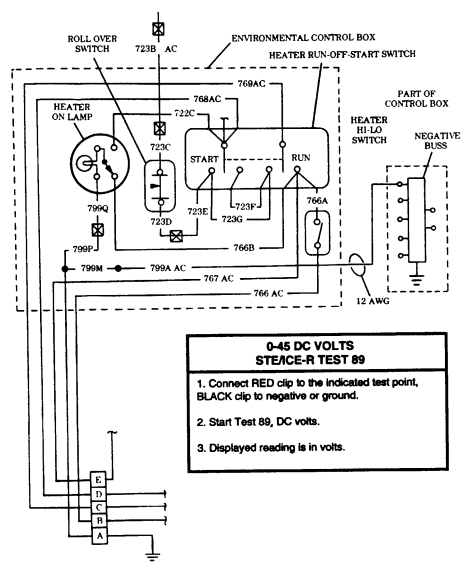 ROLL OVER
SWITCH
723B AC
ENVIRONMENTAL CONTROL BOX
HEATER RUN-OFF-START SWITCH
769AC
768AC
722C
HEATER
ON LAMP
723C
HEATER
HI-LO
SWITCH
PART OF
CONTROL BOX
NEGATIVE
BUSS
START
RUN
799Q
723D
723E
723F
723G
766A
799P
766B
799M
799A AC
767 AC
766 AC
12 AWG
0-45 DC VOLTS
STE/ICE-R TEST 89
1. Connect RED clip to the indicated test point,
BLACK clip to negative or ground.
2. Start Test 89, DC volts.
3. Displayed reading is in volts.
E
D
C
B
A